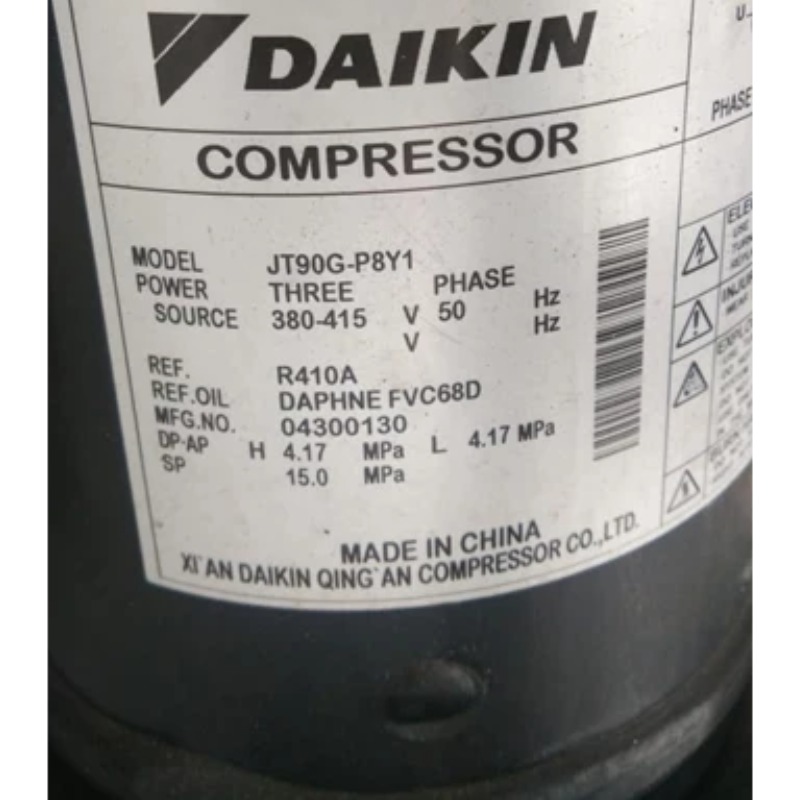 DAIKIN
COMPRESSOR
MODEL JT90G-P8Y1
POWER THREE PHASE
SOURCE 380-415 V 50 Hz
V Hz
REF. R410A
REF.OIL DAPHNE FVC68D
MFG.NO. 04300130
DP-AP H 4.17 MPa L 4.17 MPa
SP 15.0 MPa
MADE IN CHINA
XI'AN DAIKIN QING'AN COMPRESSOR CO.,LTD.
PHASE